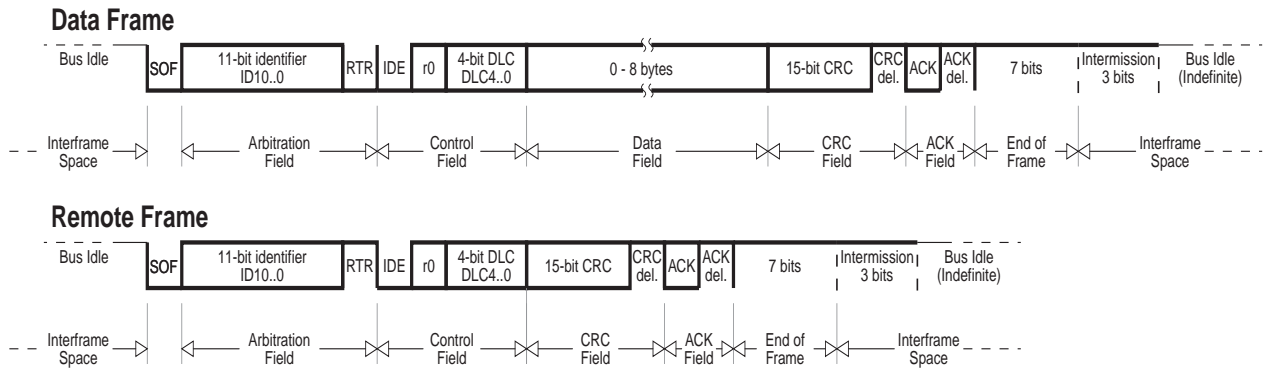 Data Frame
Bus Idle SOF 11-bit identifier ID10..0 RTR IDE r0 4-bit DLC DLC4..0 0 - 8 bytes 15-bit CRC CRC del. ACK ACK del. 7 bits Intermission 3 bits Bus Idle (Indefinite)
Interframe Space Arbitration Field Control Field Data Field CRC Field ACK Field End of Frame Interframe Space
Remote Frame
Bus Idle SOF 11-bit identifier ID10..0 RTR IDE r0 4-bit DLC DLC4..0 15-bit CRC CRC del. ACK ACK del. 7 bits Intermission 3 bits Bus Idle (Indefinite)
Interframe Space Arbitration Field Control Field CRC Field ACK Field End of Frame Interframe Space